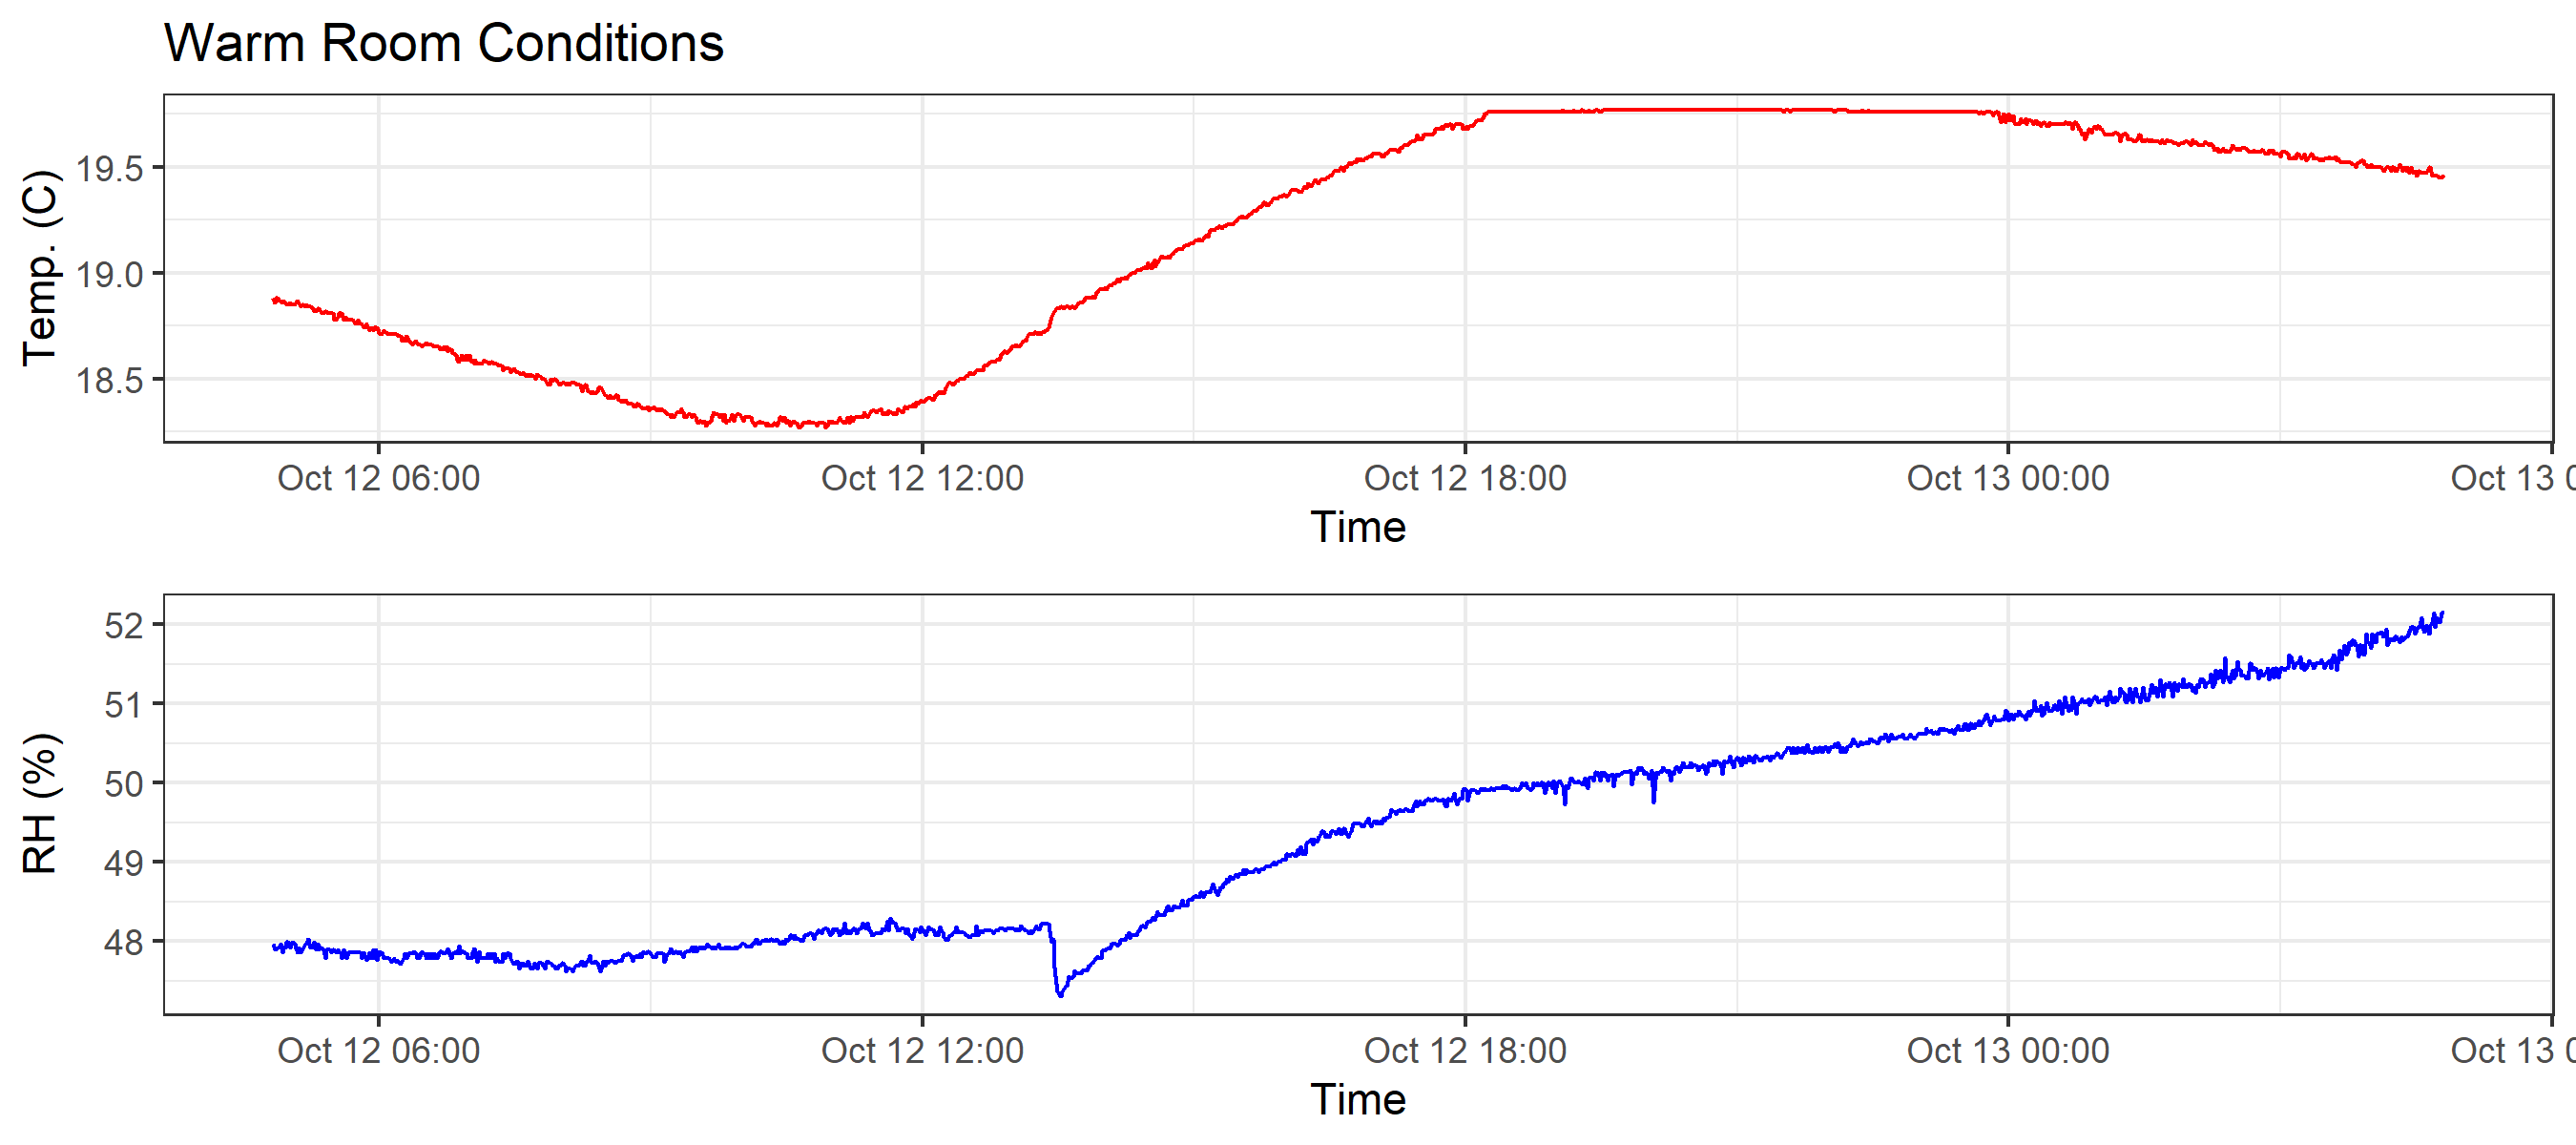 Warm Room Conditions
Temp. (C)
19.5
19.0
18.5
Oct 12 06:00 Oct 12 12:00 Oct 12 18:00 Oct 13 00:00 Oct 13 0
Time
RH (%)
52
51
50
49
48
Oct 12 06:00 Oct 12 12:00 Oct 12 18:00 Oct 13 00:00 Oct 13 0
Time